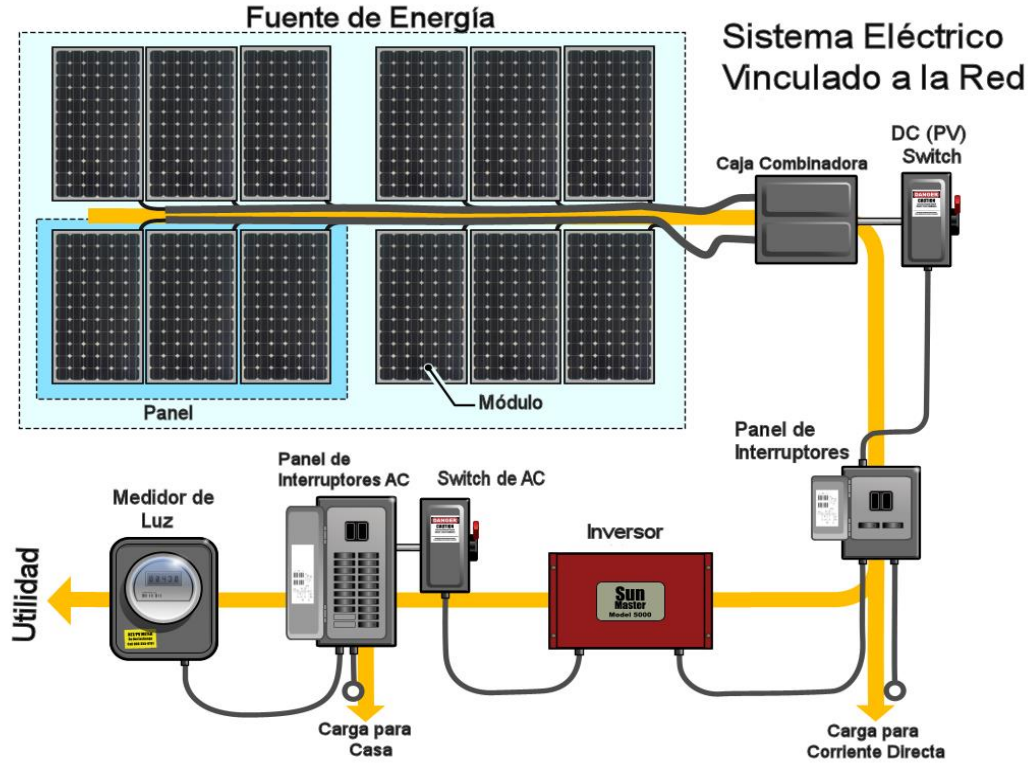 Fuente de Energía
Sistema Eléctrico
Vinculado a la Red
DC (PV)
Switch
Caja Combinadora
DANGER
CAUTION
Módulo
Panel
Panel de
Interruptores
Panel de
Interruptores AC
Switch de AC
Medidor de
Luz
Inversor
DANGER
CAUTION
Sun
Master
Model 5000
Utilidad
Carga para
Casa
Carga para
Corriente Directa